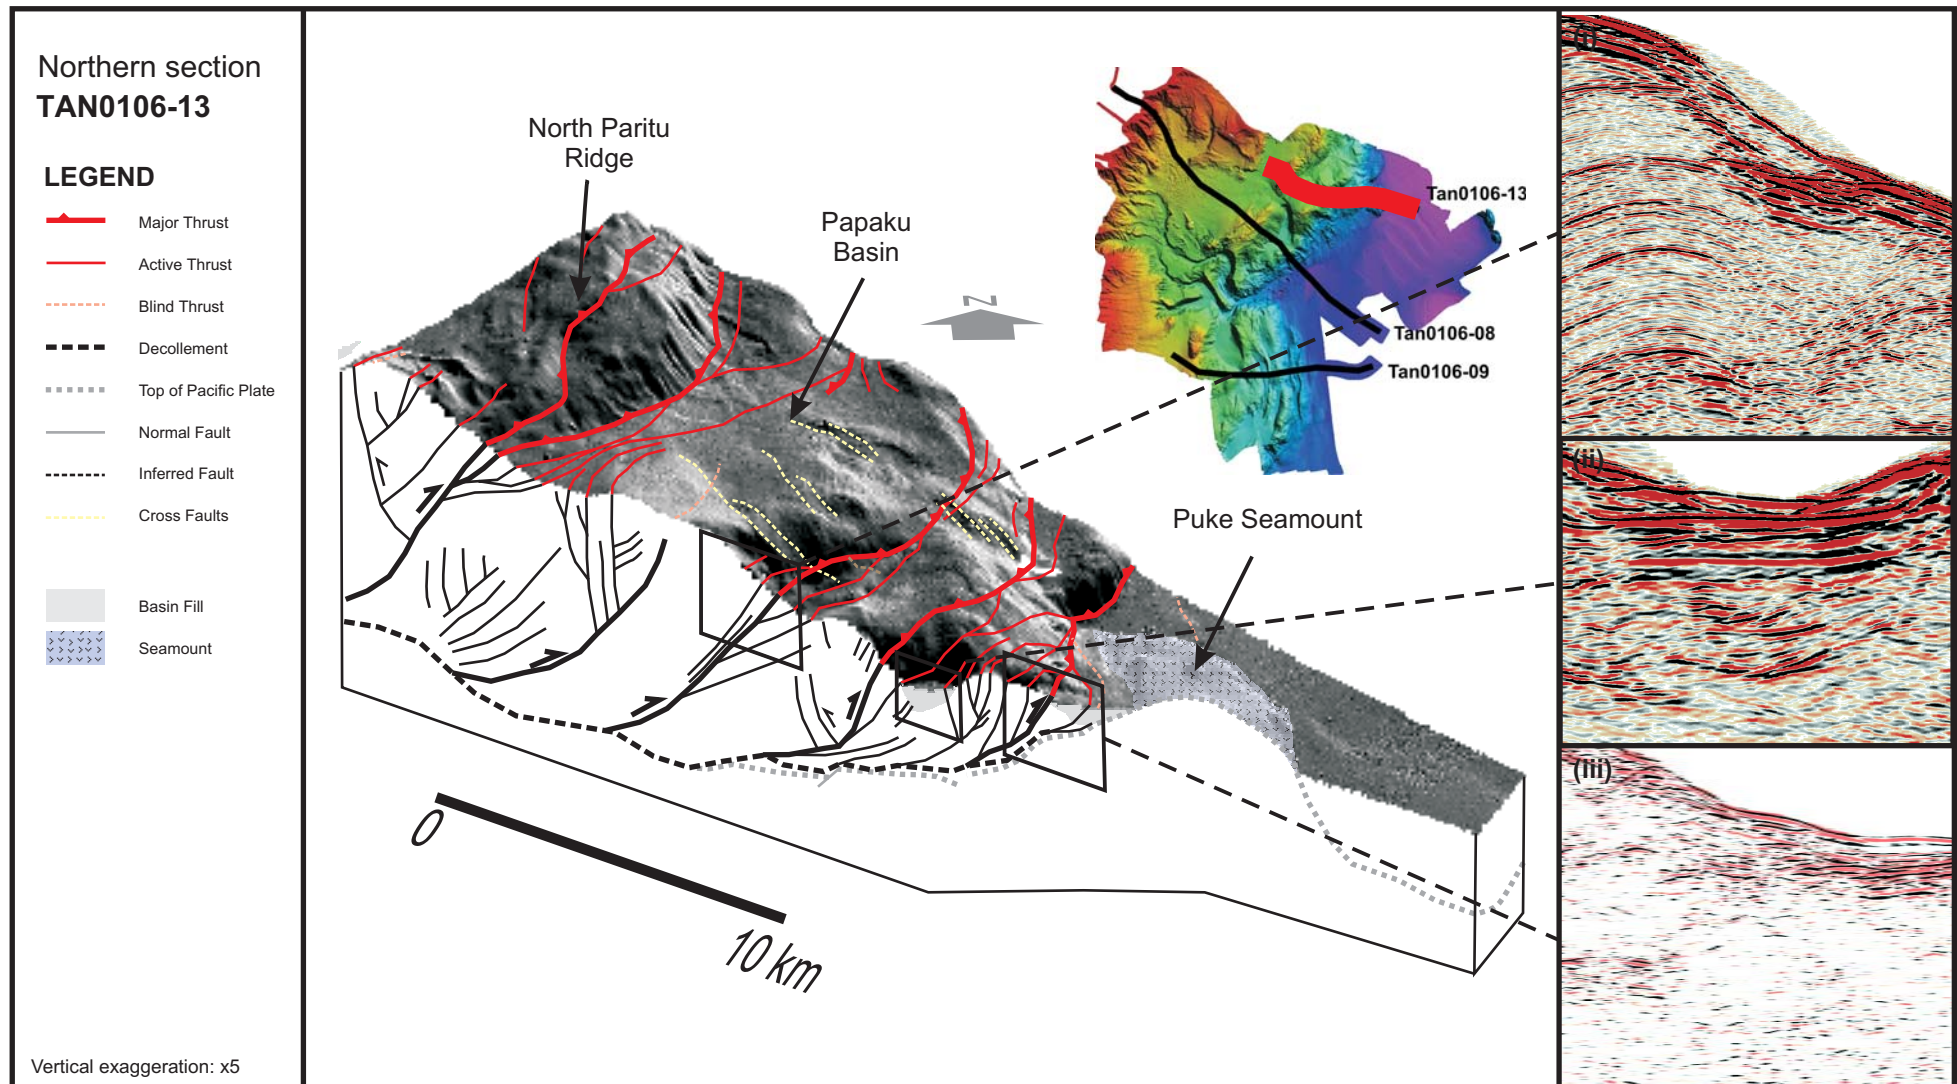 Northern section
TAN0106-13
LEGEND
Major Thrust
Active Thrust
Blind Thrust
Decollement
Top of Pacific Plate
Normal Fault
Inferred Fault
Cross Faults
Basin Fill
Seamount
Vertical exaggeration: x5
North Paritu
Ridge
Papaku
Basin
N
Puke Seamount
0
10 km
Tan0106-13
Tan0106-08
Tan0106-09
(i)
(ii)
(iii)